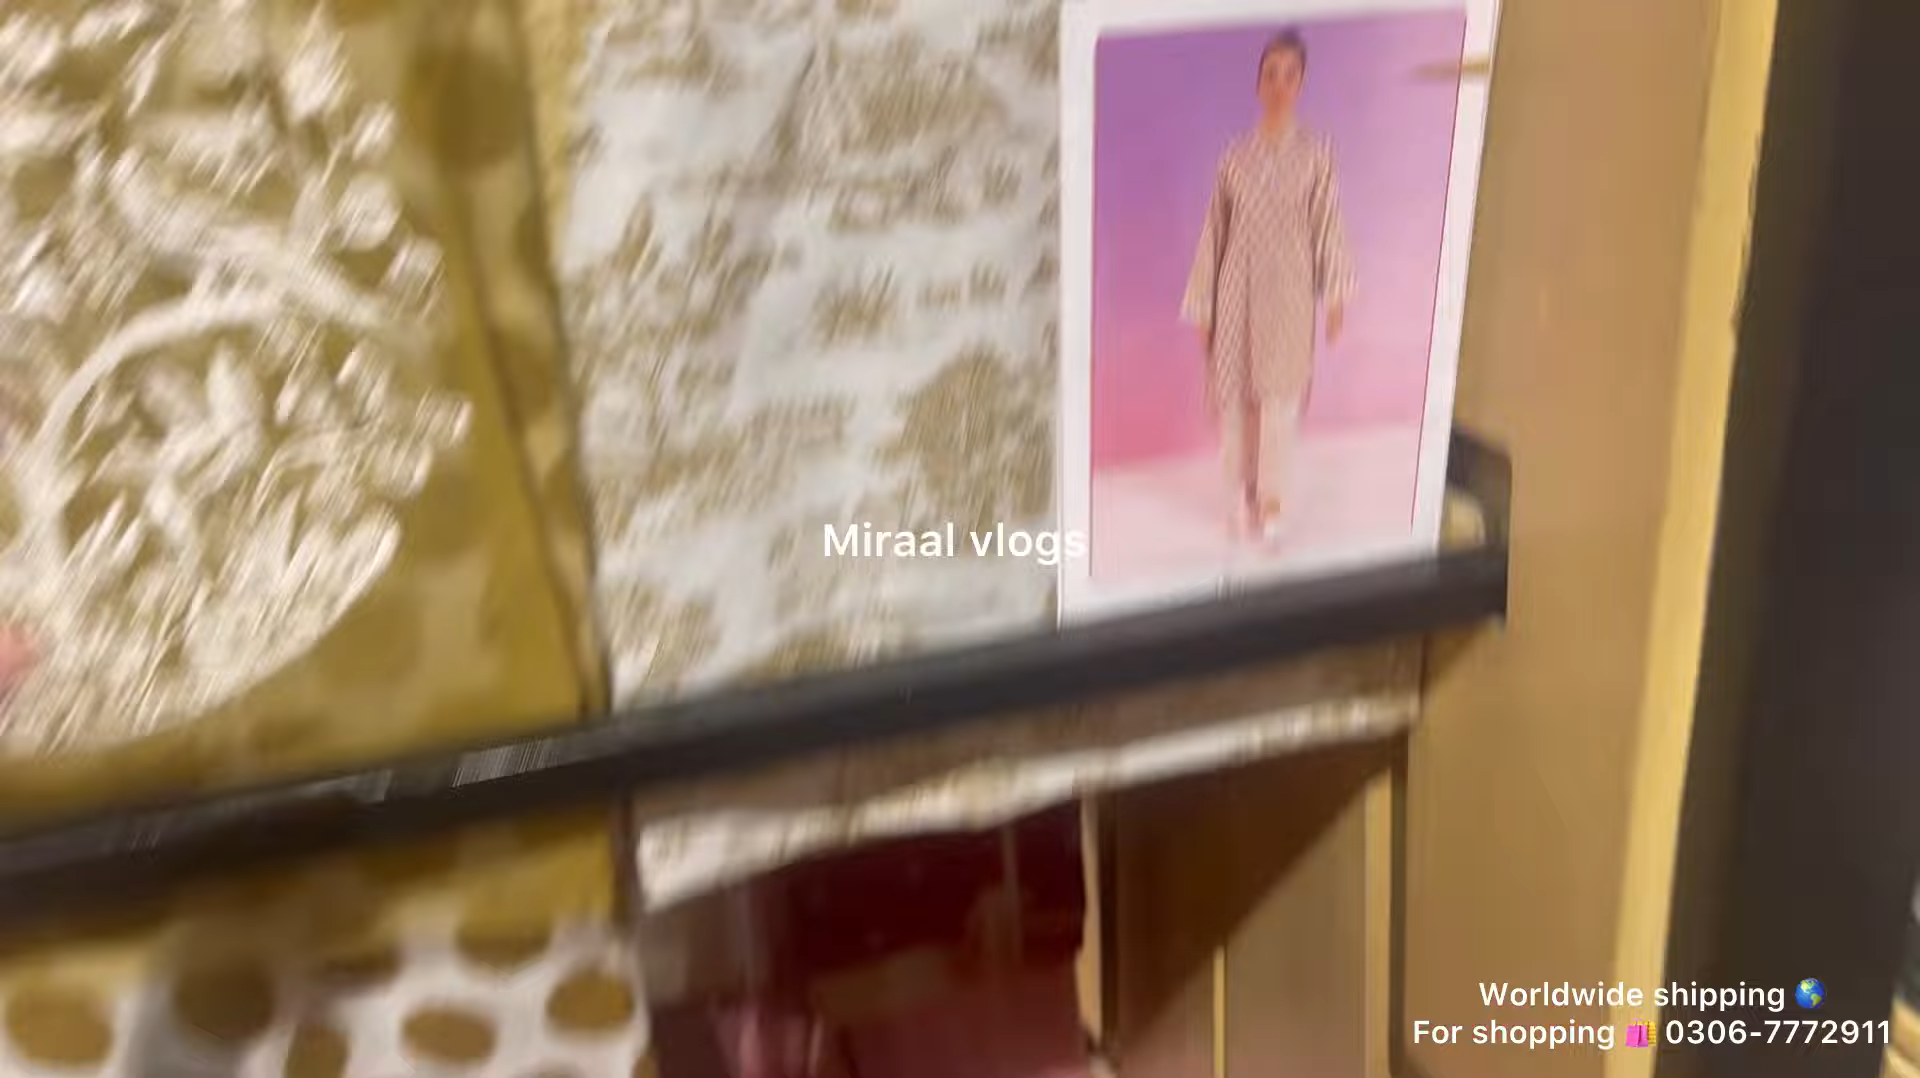 Miraal vlogs
Worldwide shipping 🌎
For shopping 🛍️ 0306-7772911